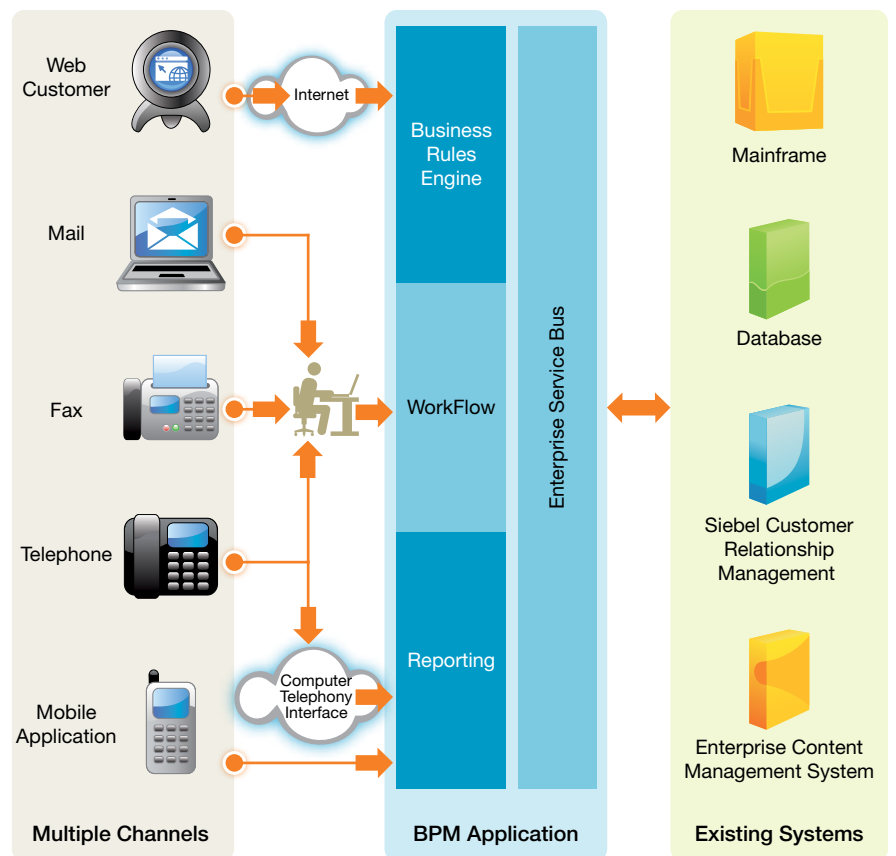 Web
Customer
Mail
Fax
Telephone
Mobile
Application
Multiple Channels
Internet
Computer
Telephony
Interface
Business
Rules
Engine
WorkFlow
Reporting
Enterprise Service Bus
BPM Application
Mainframe
Database
Siebel Customer
Relationship
Management
Enterprise Content
Management System
Existing Systems